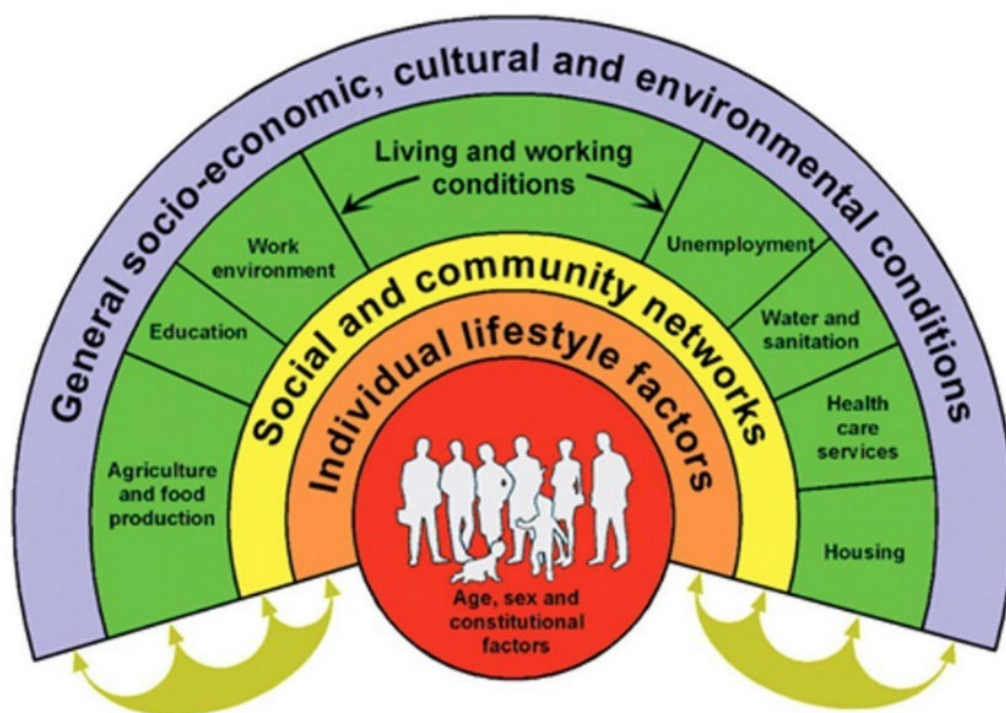 General socio-economic, cultural and environmental conditions
Living and working
conditions
Work
environment
Unemployment
Education
Water and
sanitation
Agriculture
and food
production
Health
care
services
Housing
Social and community networks
Individual lifestyle factors
Age, sex and
constitutional
factors